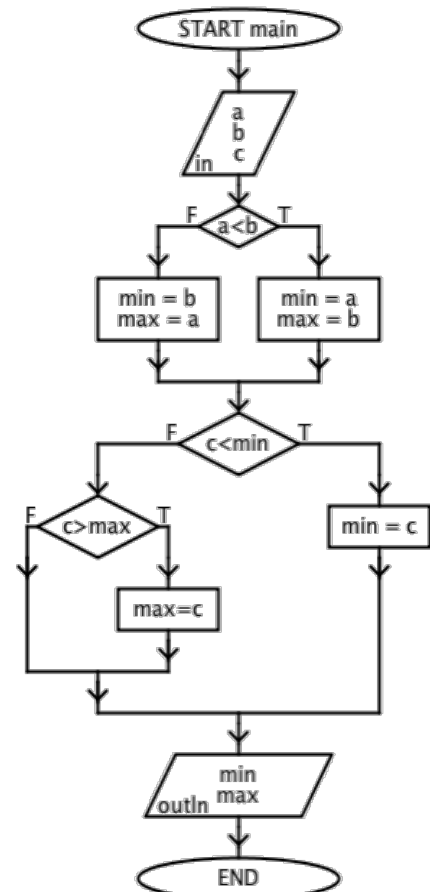 START main
a
b
c
in
F
a<b
T
min = b
max = a
min = a
max = b
F
c<min
T
F
c>max
T
min = c
max=c
min
max
outln
END